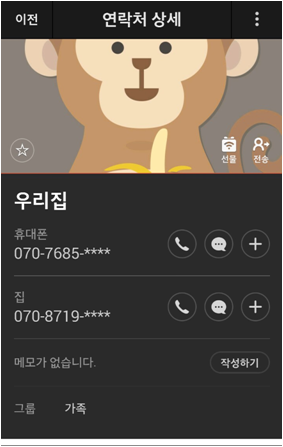 이전 연락처 상세
선물 전송
우리집
휴대폰
070-7685-****
집
070-8719-****
메모가 없습니다. 작성하기
그룹 가족